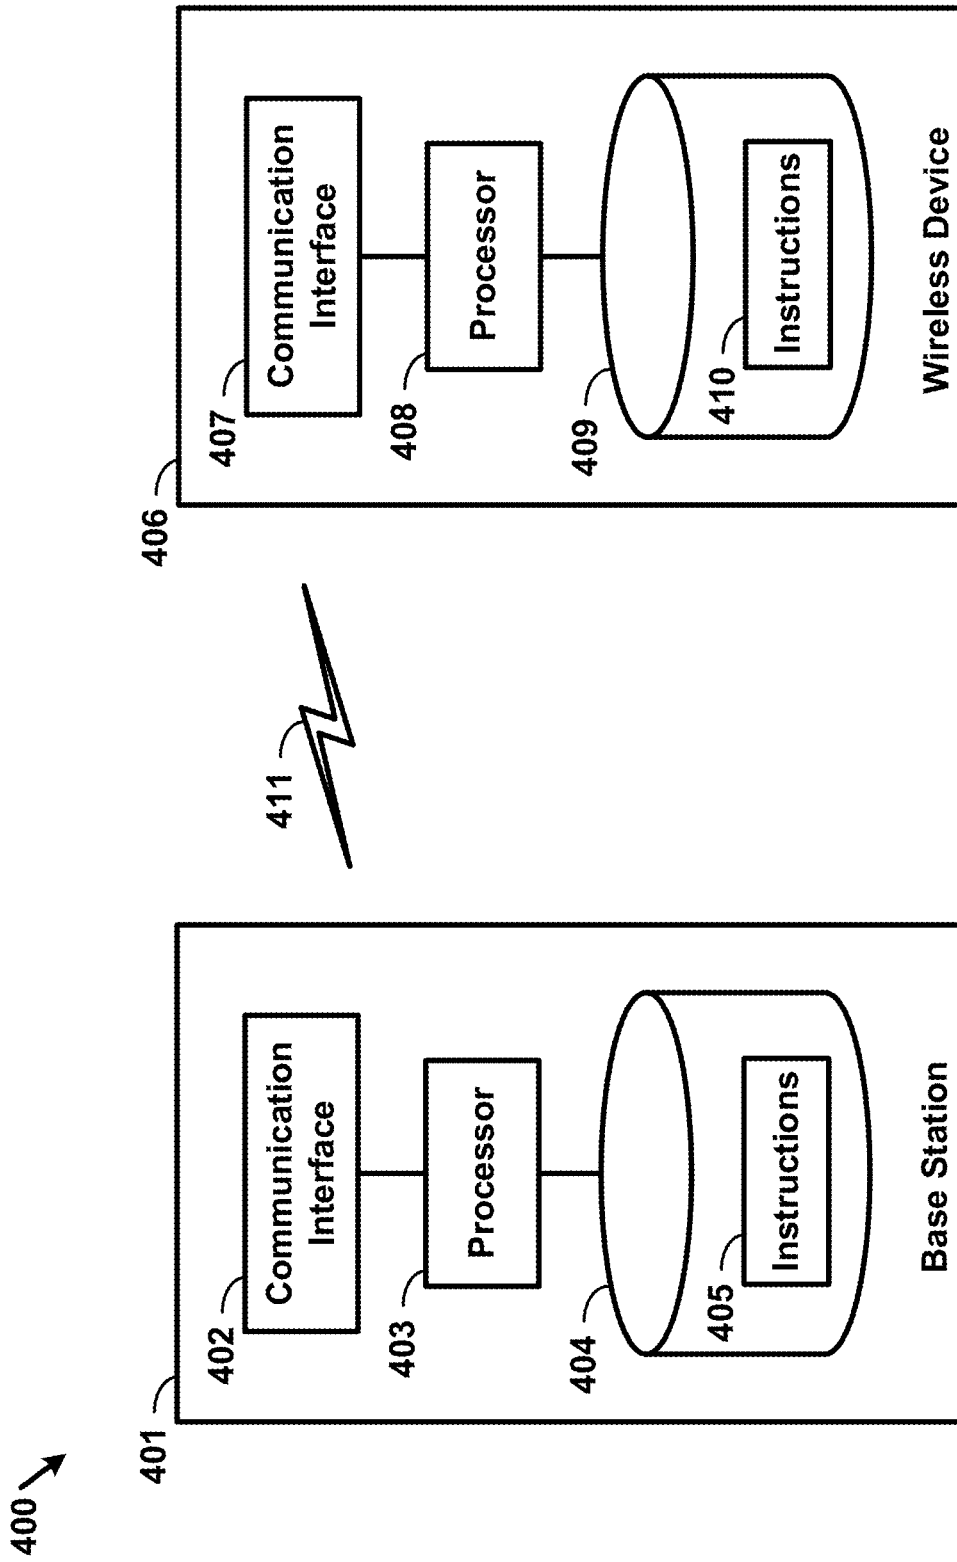 400
401
402
Communication
Interface
403
Processor
404
405
Instructions
Base Station
411
406
407
Communication
Interface
408
Processor
409
410
Instructions
Wireless Device